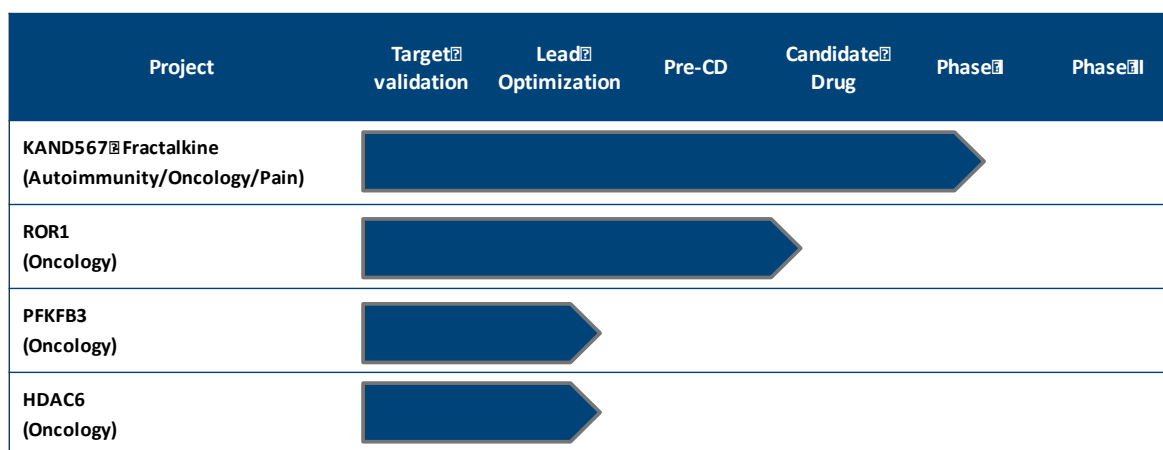 Project
Target validation
Lead Optimization
Pre-CD
Candidate Drug
Phase I
Phase II
KAND567 Fractalkine
(Autoimmunity/Oncology/Pain)
ROR1
(Oncology)
PFKFB3
(Oncology)
HDAC6
(Oncology)